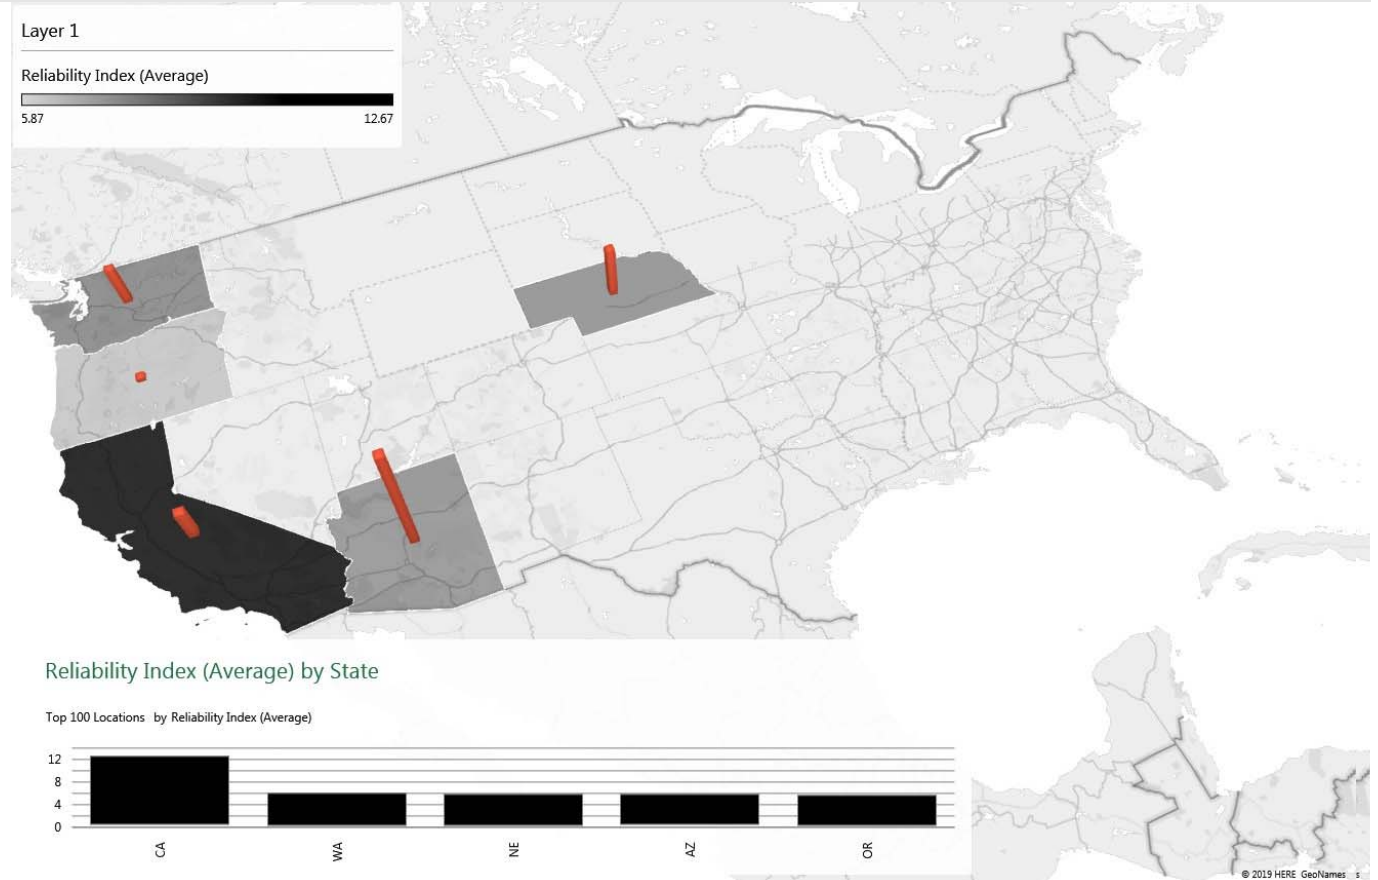 Layer 1
Reliability Index (Average)
5.87 12.67
Reliability Index (Average) by State
Top 100 Locations by Reliability Index (Average)
12
8
4
0
CA WA NE AZ OR
© 2019 HERE GeoNames s